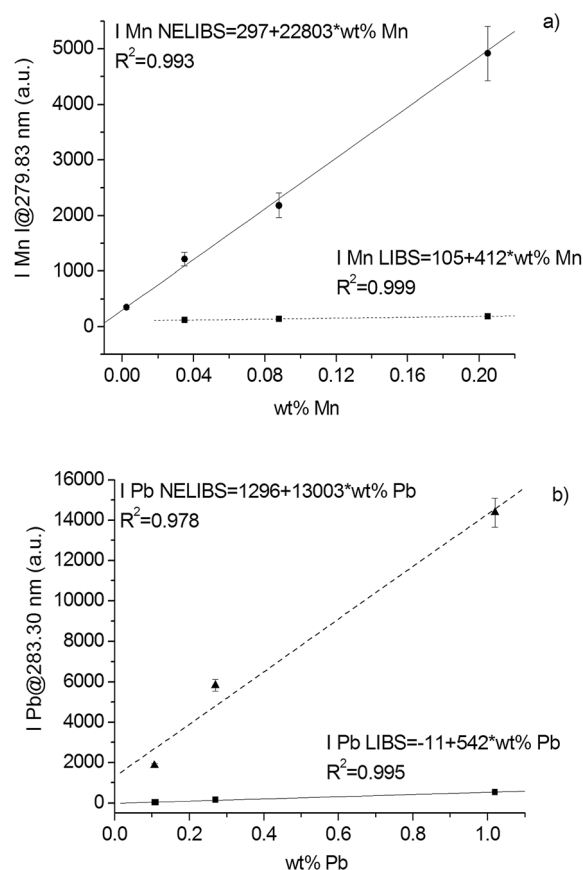 a)
I Mn NELIBS=297+22803*wt% Mn
R²=0.993
I Mn LIBS=105+412*wt% Mn
R²=0.999
I Mn I@279.83 nm (a.u.)
5000
4000
3000
2000
1000
0
0.00 0.04 0.08 0.12 0.16 0.20
wt% Mn
b)
I Pb NELIBS=1296+13003*wt% Pb
R²=0.978
I Pb LIBS=-11+542*wt% Pb
R²=0.995
I Pb@283.30 nm (a.u.)
16000
14000
12000
10000
8000
6000
4000
2000
0
0.0 0.2 0.4 0.6 0.8 1.0
wt% Pb